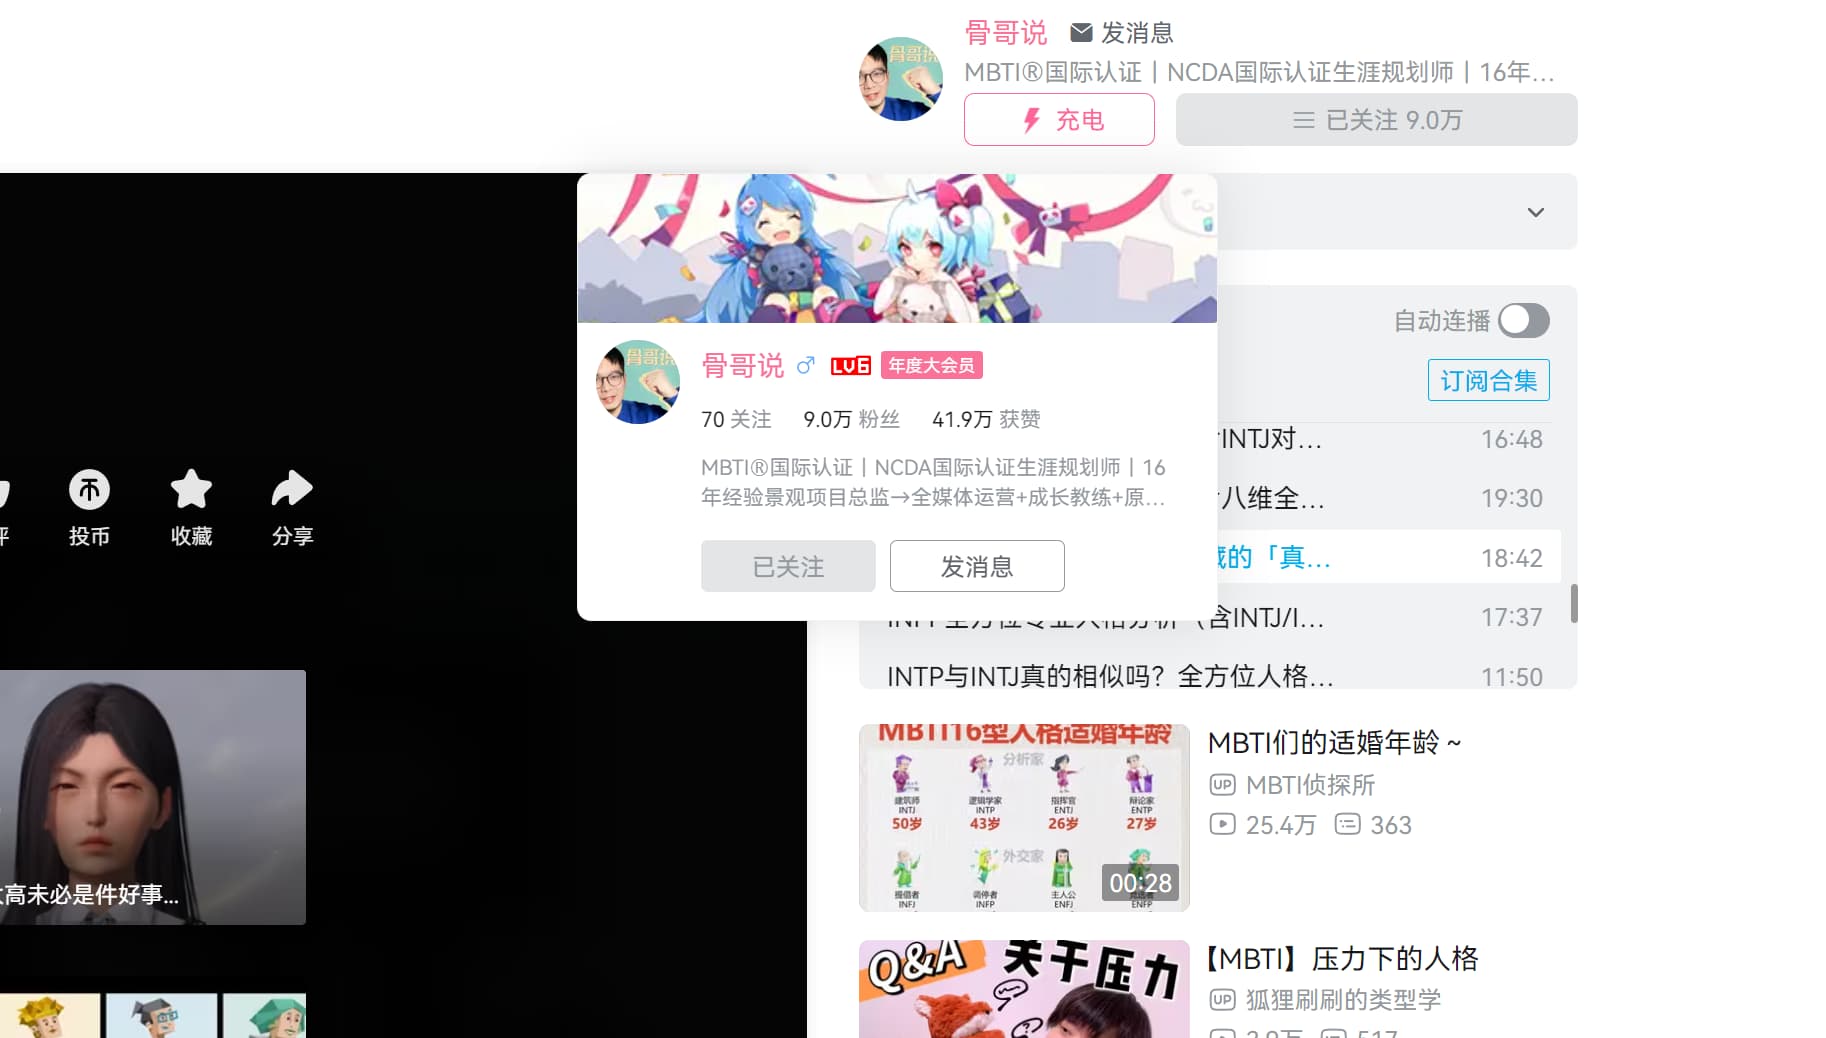 骨哥说 发消息
MBTI®国际认证丨NCDA国际认证生涯规划师丨16年...
充电 已关注 9.0万
自动连播
订阅合集
骨哥说 LV6 年度大会员
70 关注 9.0万 粉丝 41.9万 获赞
MBTI®国际认证丨NCDA国际认证生涯规划师丨16
年经验景观项目总监→全媒体运营+成长教练+原...
已关注 发消息
INTJ对... 16:48
八维全... 19:30
的「真... 18:42
含INTJ/I... 17:37
INTP与INTJ真的相似吗？全方位人格... 11:50
投币 收藏 分享
高未必是件好事...
MBTI16型人格适婚年龄
分析家
建筑师 逻辑学家 指挥官 辩论家
INTJ INTP ENTJ ENTP
50岁 43岁 26岁 27岁
外交家
提倡者 调停者 主人公
INFJ INFP ENFJ ENFP
00:28
MBTI们的适婚年龄 ~
UP MBTI侦探所
25.4万 363
Q&A 关于压力
【MBTI】压力下的人格
UP 狐狸刷刷的类型学